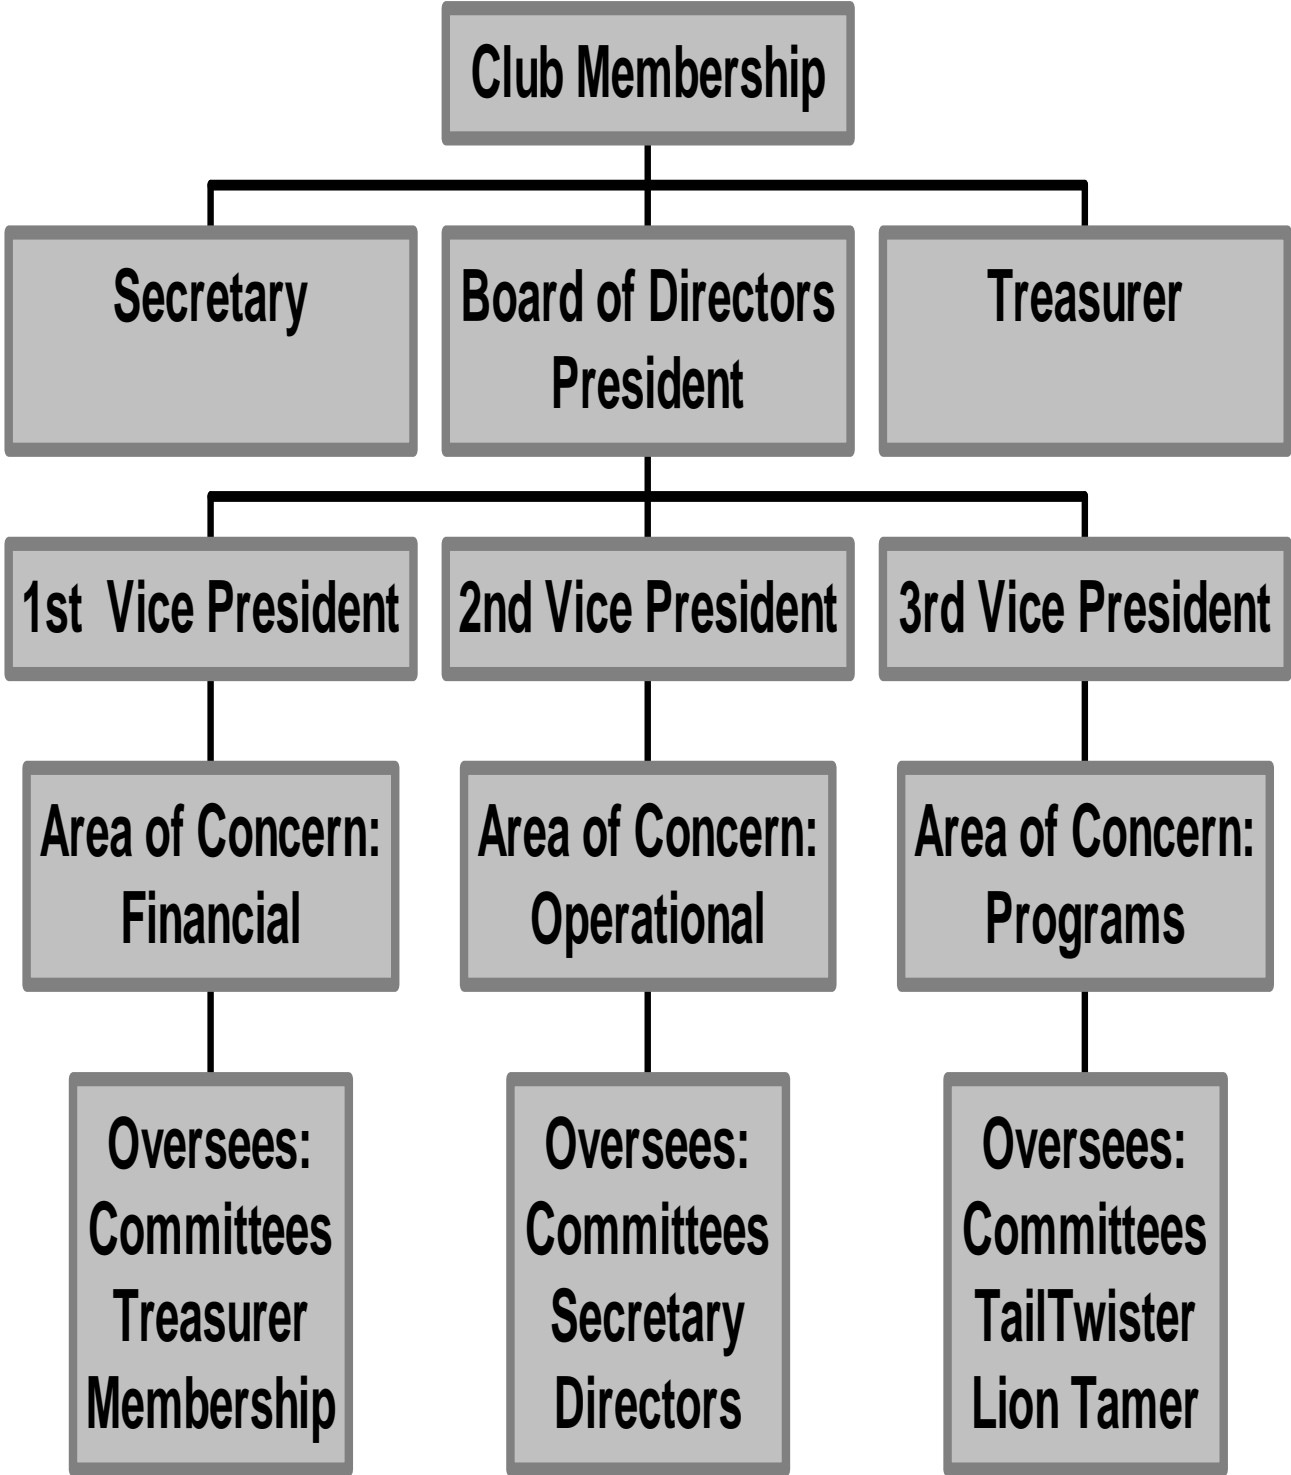 Club Membership
Secretary
Board of Directors
President
Treasurer
1st  Vice President
2nd Vice President
3rd Vice President
Area of Concern:
Financial
Area of Concern:
Operational
Area of Concern:
Programs
Oversees:
Committees
Treasurer
Membership
Oversees:
Committees
Secretary
Directors
Oversees:
Committees
TailTwister
Lion Tamer